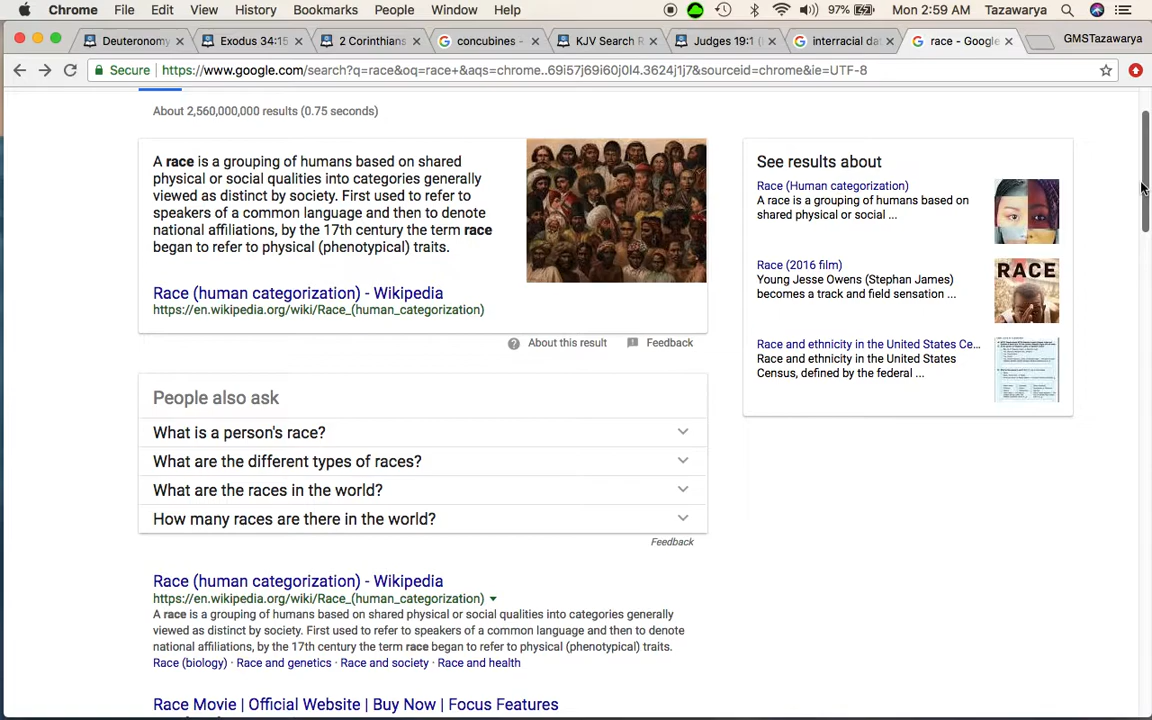 Chrome File Edit View History Bookmarks People Window Help 97% Mon 2:59 AM Tazawarya
Deuteronomy Exodus 34:15 2 Corinthians concubines - KJV Search R Judges 19:1 ( interracial da race - Google GMSTazawarya
Secure https://www.google.com/search?q=race&oq=race+&aqs=chrome..69i57j69i60j0l4.3624j1j7&sourceid=chrome&ie=UTF-8
About 2,560,000,000 results (0.75 seconds)
A race is a grouping of humans based on shared
physical or social qualities into categories generally
viewed as distinct by society. First used to refer to
speakers of a common language and then to denote
national affiliations, by the 17th century the term race
began to refer to physical (phenotypical) traits.
Race (human categorization) - Wikipedia
https://en.wikipedia.org/wiki/Race_(human_categorization)
About this result Feedback
People also ask
What is a person's race?
What are the different types of races?
What are the races in the world?
How many races are there in the world?
Feedback
Race (human categorization) - Wikipedia
https://en.wikipedia.org/wiki/Race_(human_categorization)
A race is a grouping of humans based on shared physical or social qualities into categories generally
viewed as distinct by society. First used to refer to speakers of a common language and then to denote
national affiliations, by the 17th century the term race began to refer to physical (phenotypical) traits.
Race (biology) · Race and genetics · Race and society · Race and health
Race Movie | Official Website | Buy Now | Focus Features
See results about
Race (Human categorization)
A race is a grouping of humans based on
shared physical or social ...
Race (2016 film)
Young Jesse Owens (Stephan James)
becomes a track and field sensation ...
RACE
Race and ethnicity in the United States Ce...
Race and ethnicity in the United States
Census, defined by the federal ...